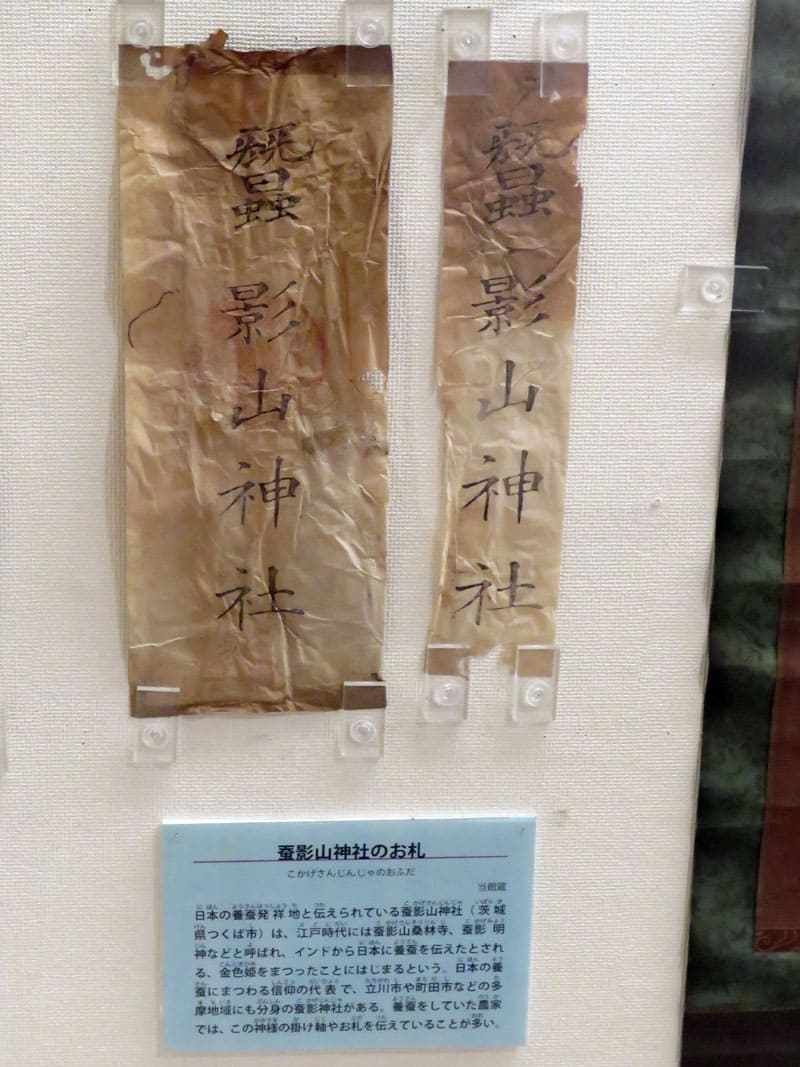 蠶影山神社
蠶影山神社
蚕影山神社のお札
こかげさんじんじゃのおふだ
当館蔵
日本の養蚕発祥地と伝えられている蚕影山神社（茨城
県つくば市）は、江戸時代には蚕影山桑林寺、蚕影明
神などと呼ばれ、インドから日本に養蚕を伝えたとされ
る、金色姫をまつったことにはじまるという。日本の養
蚕にまつわる信仰の代表で、立川市や町田市などの多
摩地域にも分身の蚕影神社がある。養蚕をしていた農家
では、この神様の掛け軸やお札を伝えていることが多い。